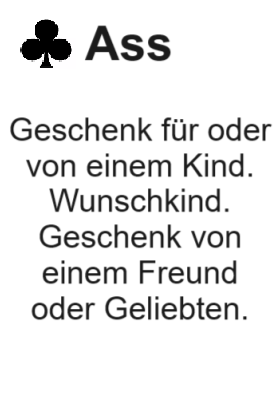 ♣ Ass
Geschenk für oder
von einem Kind.
Wunschkind.
Geschenk von
einem Freund
oder Geliebten.